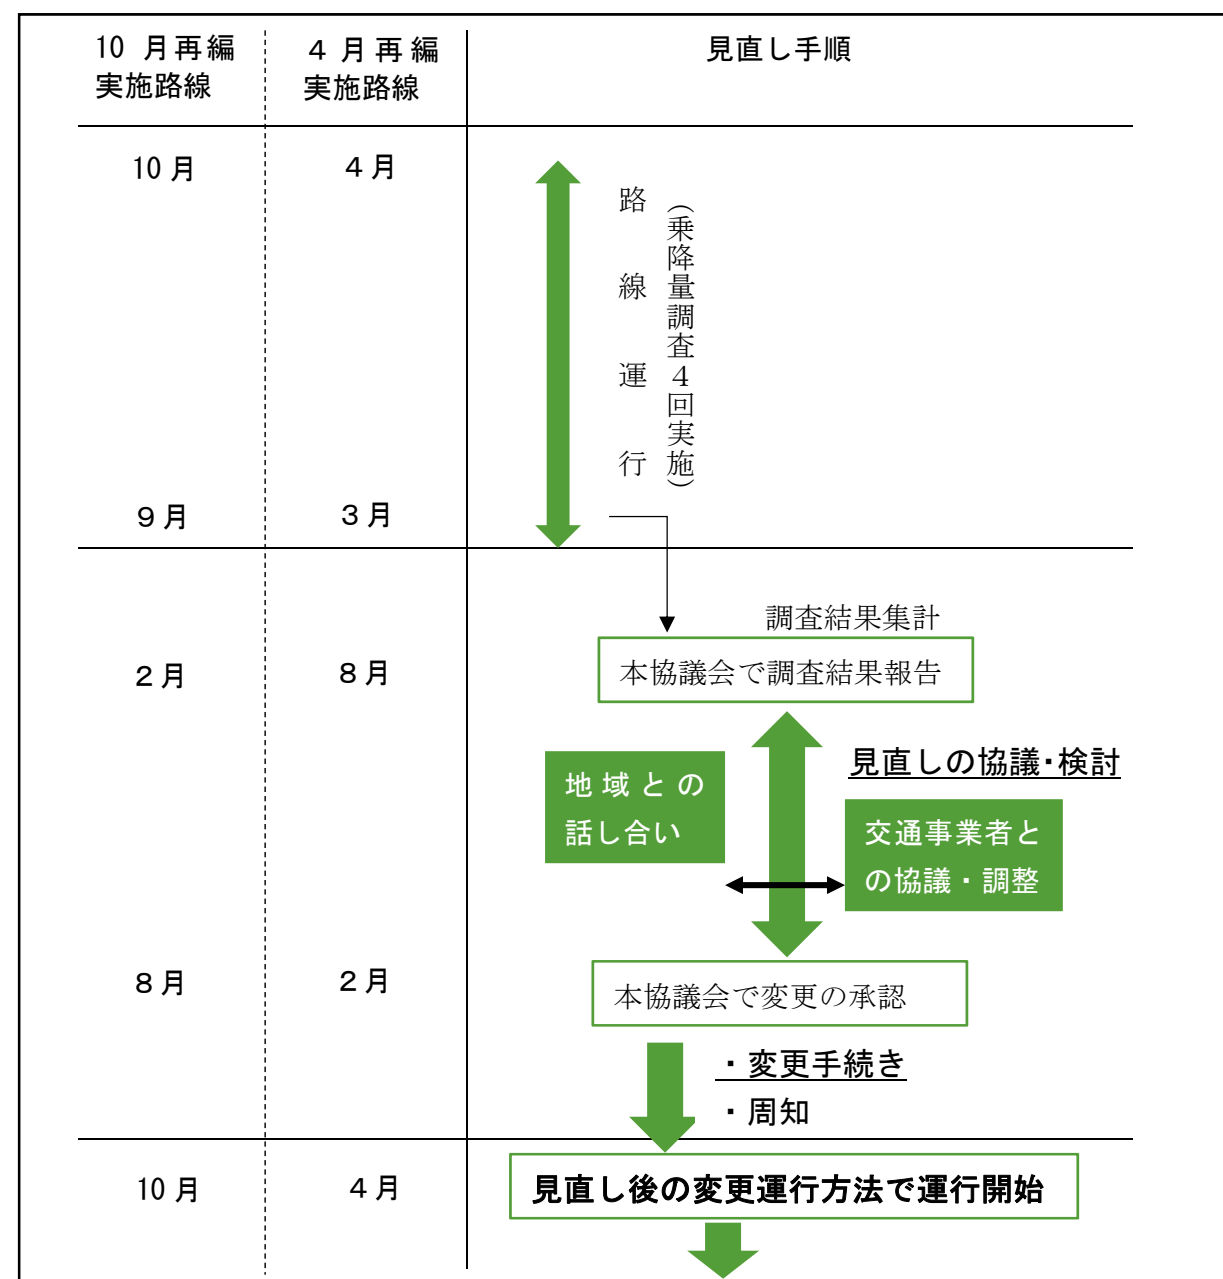 10 月再編
実施路線
４ 月 再 編
実施路線
見直し手順
10 月
４月
路線運行
（乗降量調査４回実施）
９月
３月
調査結果集計
２月
８月
本協議会で調査結果報告
見直しの協議・検討
地 域 と の
話し合い
交通事業者と
の協議・調整
８月
２月
本協議会で変更の承認
・変更手続き
・周知
10 月
４月
見直し後の変更運行方法で運行開始